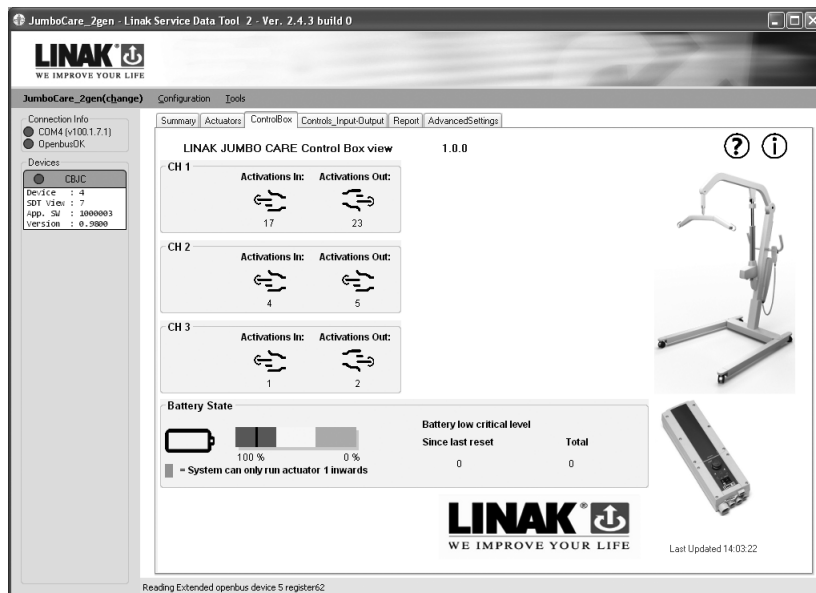 JumboCare_2gen - Linak Service Data Tool 2 - Ver. 2.4.3 build 0
LINAK
WE IMPROVE YOUR LIFE
JumboCare_2gen(change) Configuration Tools
Connection Info
COM4 (v100.1.7.1)
OpenbusOK
Devices
CBJC
Device : 4
SDT View : 7
App. SW : 1000003
Version : 0.9800
Summary Actuators ControlBox Controls_Input-Output Report AdvancedSettings
LINAK JUMBO CARE Control Box view 1.0.0
CH 1
Activations In: Activations Out:
17 23
CH 2
Activations In: Activations Out:
4 5
CH 3
Activations In: Activations Out:
1 2
Battery State
100 % 0 %
= System can only run actuator 1 inwards
Battery low critical level
Since last reset Total
0 0
LINAK®
WE IMPROVE YOUR LIFE
Last Updated 14:03:22
Reading Extended openbus device 5 register62